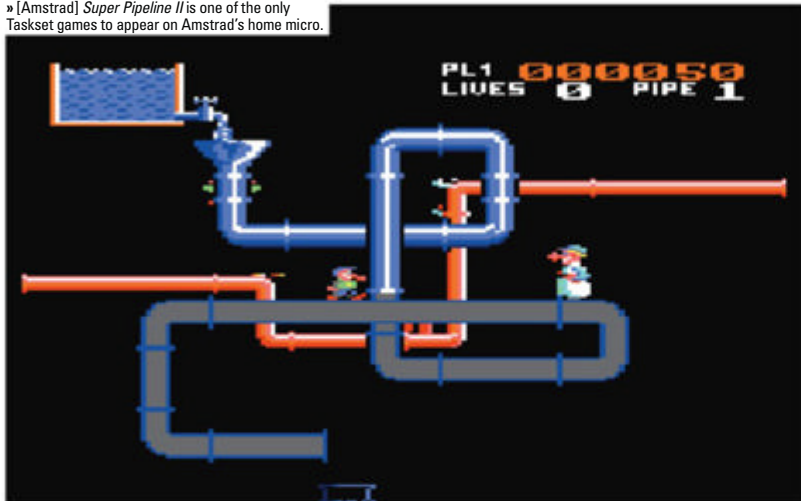 » [Amstrad] Super Pipeline II is one of the only
Taskset games to appear on Amstrad's home micro.
PL1 000050
LIVES 0 PIPE 1